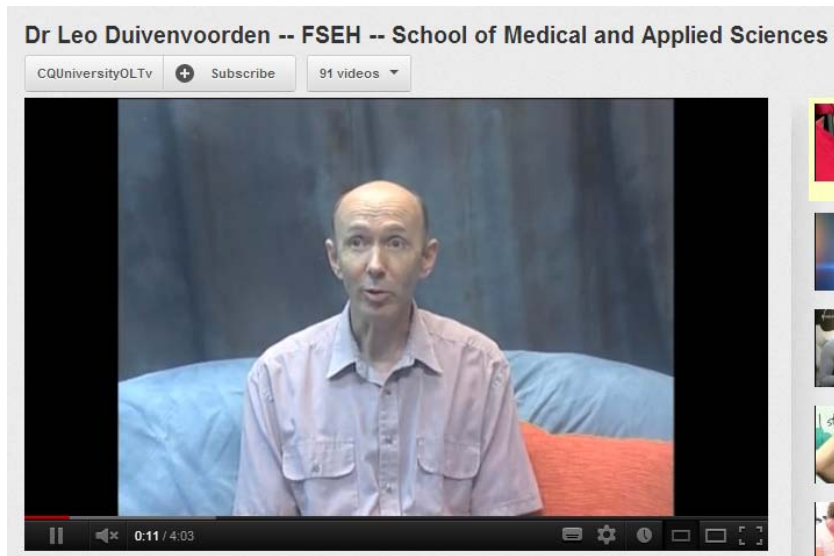 Dr Leo Duivenvoorden -- FSEH -- School of Medical and Applied Sciences
CQUniversityOLTv Subscribe 91 videos
0:11 / 4:03